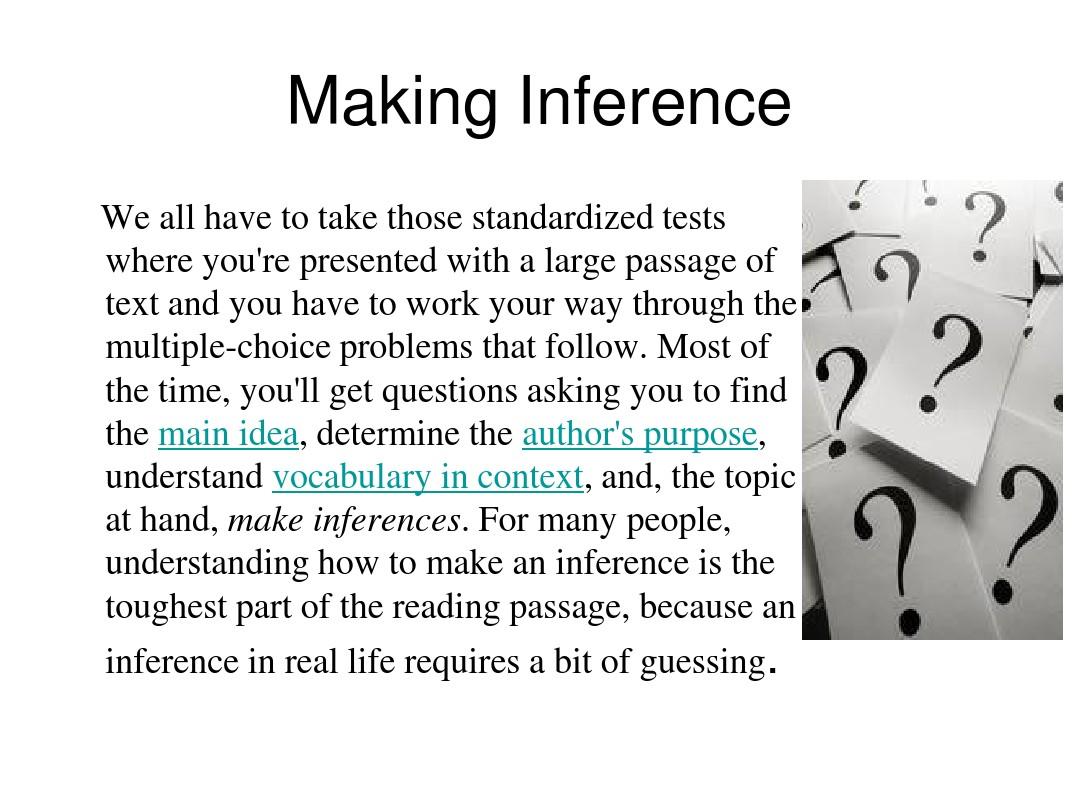 Making Inference
We all have to take those standardized tests
where you're presented with a large passage of
text and you have to work your way through the
multiple-choice problems that follow. Most of
the time, you'll get questions asking you to find
the main idea, determine the author's purpose,
understand vocabulary in context, and, the topic
at hand, make inferences. For many people,
understanding how to make an inference is the
toughest part of the reading passage, because an
inference in real life requires a bit of guessing.